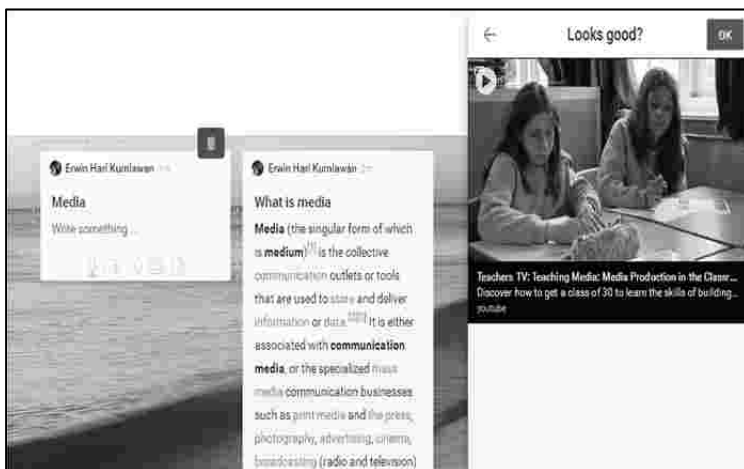 Looks good?
OK
Erwin Hari Kurniawan
Media
Write something ...
Erwin Hari Kurniawan 2m
What is media
Media (the singular form of which
is medium) is the collective
communication outlets or tools
that are used to store and deliver
information or data. It is either
associated with communication
media, or the specialized mass
media communication businesses
such as print media and the press,
photography, advertising, cinema,
broadcasting (radio and television)
Teachers TV: Teaching Media: Media Production in the Classr...
Discover how to get a class of 30 to learn the skills of building...
youtube